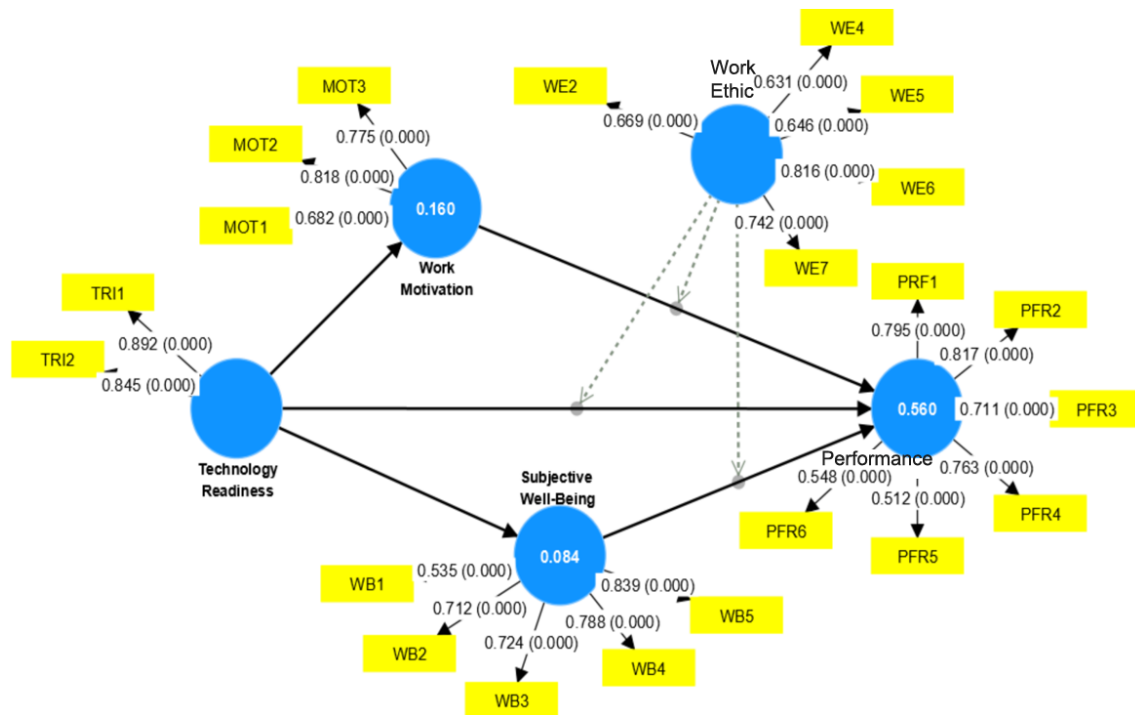 WE4
Work
Ethic
0.631 (0.000)
MOT3
WE2
WE5
0.669 (0.000)
0.646 (0.000)
0.775 (0.000)
MOT2
0.818 (0.000)
0.816 (0.000)
WE6
MOT1
0.682 (0.000)
0.160
0.742 (0.000)
Work
Motivation
WE7
PRF1
TRI1
PFR2
0.892 (0.000)
0.795 (0.000)
TRI2
0.845 (0.000)
0.817 (0.000)
0.560
0.711 (0.000)
PFR3
Technology
Readiness
Performance
0.763 (0.000)
Subjective
Well-Being
0.548 (0.000)
0.512 (0.000)
PFR4
PFR6
PFR5
0.084
WB1
0.535 (0.000)
0.839 (0.000)
0.712 (0.000)
WB5
0.788 (0.000)
0.724 (0.000)
WB2
WB4
WB3